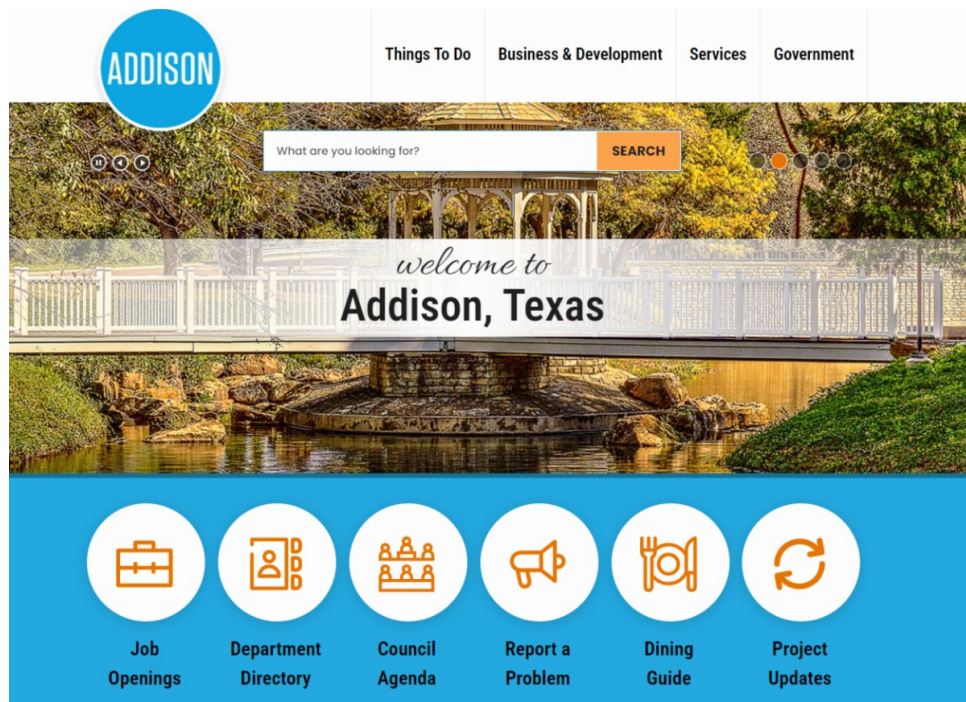 ADDISON
Things To Do
Business & Development
Services
Government
What are you looking for?
SEARCH
welcome to
Addison, Texas
Job
Openings
Department
Directory
Council
Agenda
Report a
Problem
Dining
Guide
Project
Updates